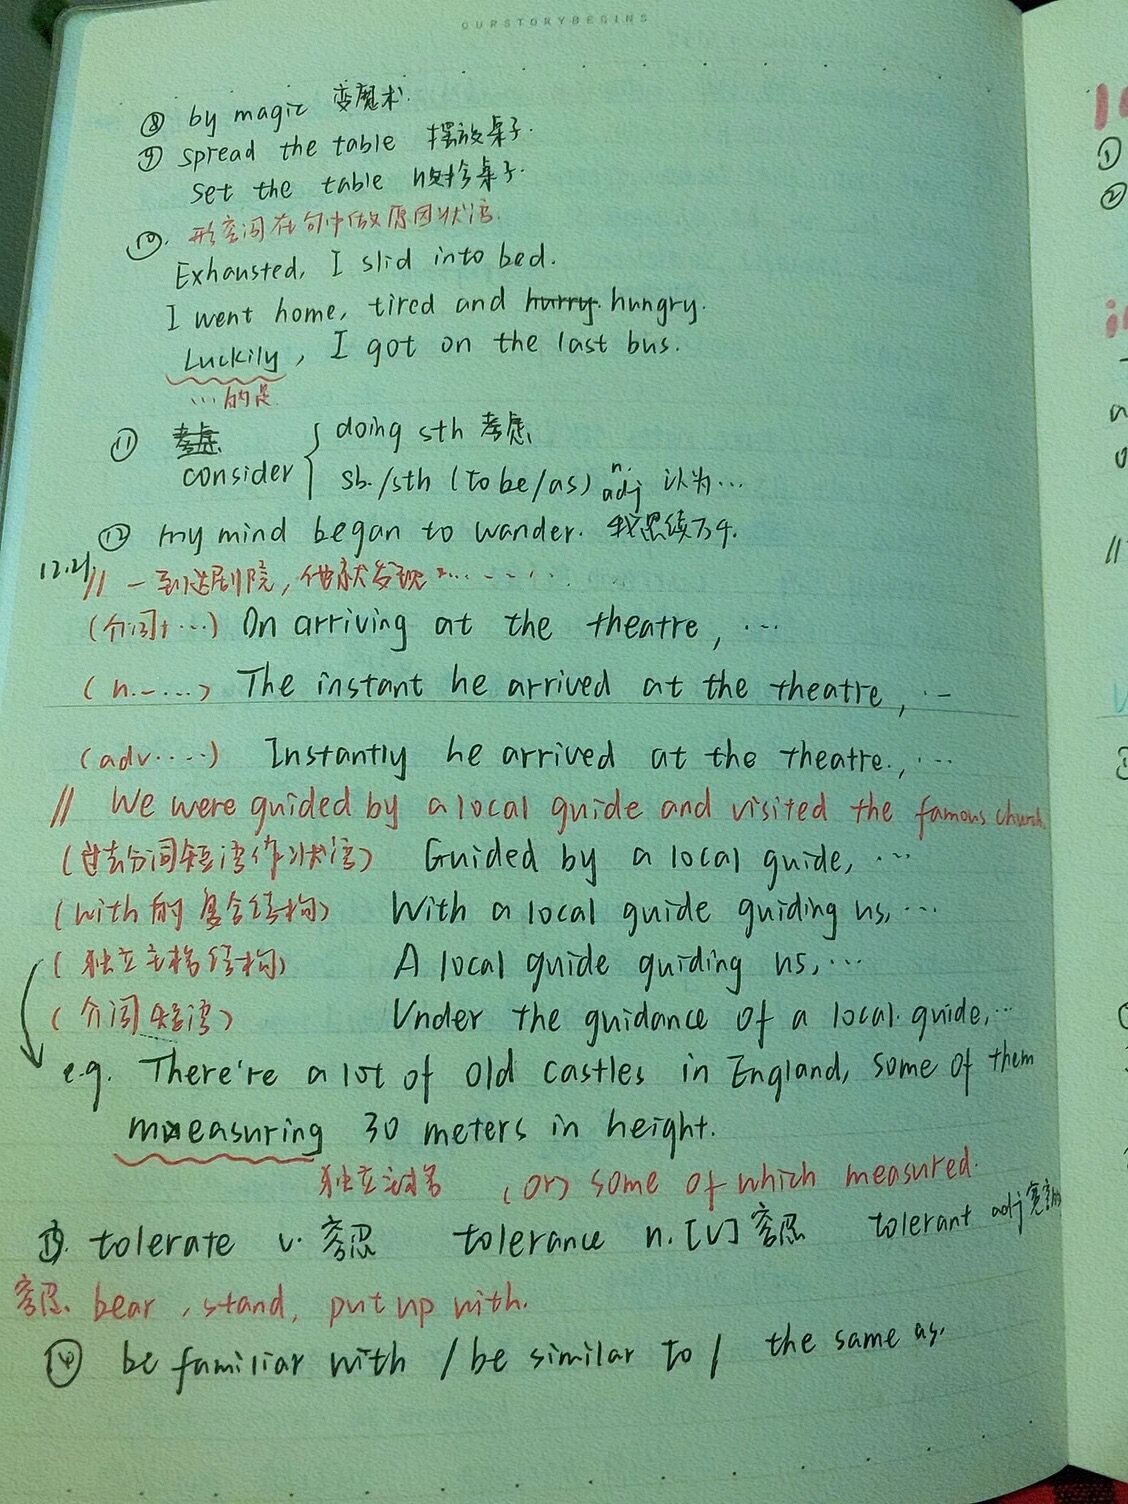 OURSTORYBEGINS
⑧ by magic 变魔术.
⑨ spread the table 摆放桌子.
set the table 收拾桌子.
⑩. 形容词在句中做原因状语.
Exhausted, I slid into bed.
I went home, tired and hurry. hungry.
Luckily, I got on the last bus.
...的是
⑪ 考虑 doing sth 考虑
consider sb./sth (to be/as) n. adj 认为...
⑫ my mind began to wander. 我思绪万千.
12.21.
// 一到达剧院, 他就发现......
(介词+...) On arriving at the theatre, ...
(n.-...) The instant he arrived at the theatre, ..
(adv....) Instantly he arrived at the theatre., ...
// We were guided by a local guide and visited the famous church.
(过去分词短语作状语) Guided by a local guide, ...
(with的复合结构) With a local guide guiding us, ...
(独立主格结构) A local guide guiding us, ...
(介词短语) Under the guidance of a local guide, ...
e.g. There're a lot of old castles in England, some of them
measuring 30 meters in height.
独立主格 (or) some of which measured.
⑬. tolerate v. 容忍 tolerance n. [U] 容忍 tolerant adj 宽容的
容忍. bear, stand, put up with.
⑭ be familiar with / be similar to / the same as.
①
②